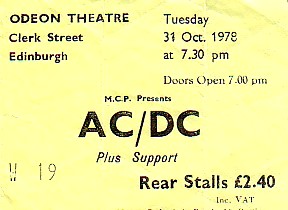 ODEON THEATRE
Clerk Street
Edinburgh
Tuesday
31 Oct. 1978
at 7.30 pm
Doors Open 7.00 pm
M.C.P. Presents
AC/DC
Plus Support
19
Rear Stalls £2.40
Inc. VAT